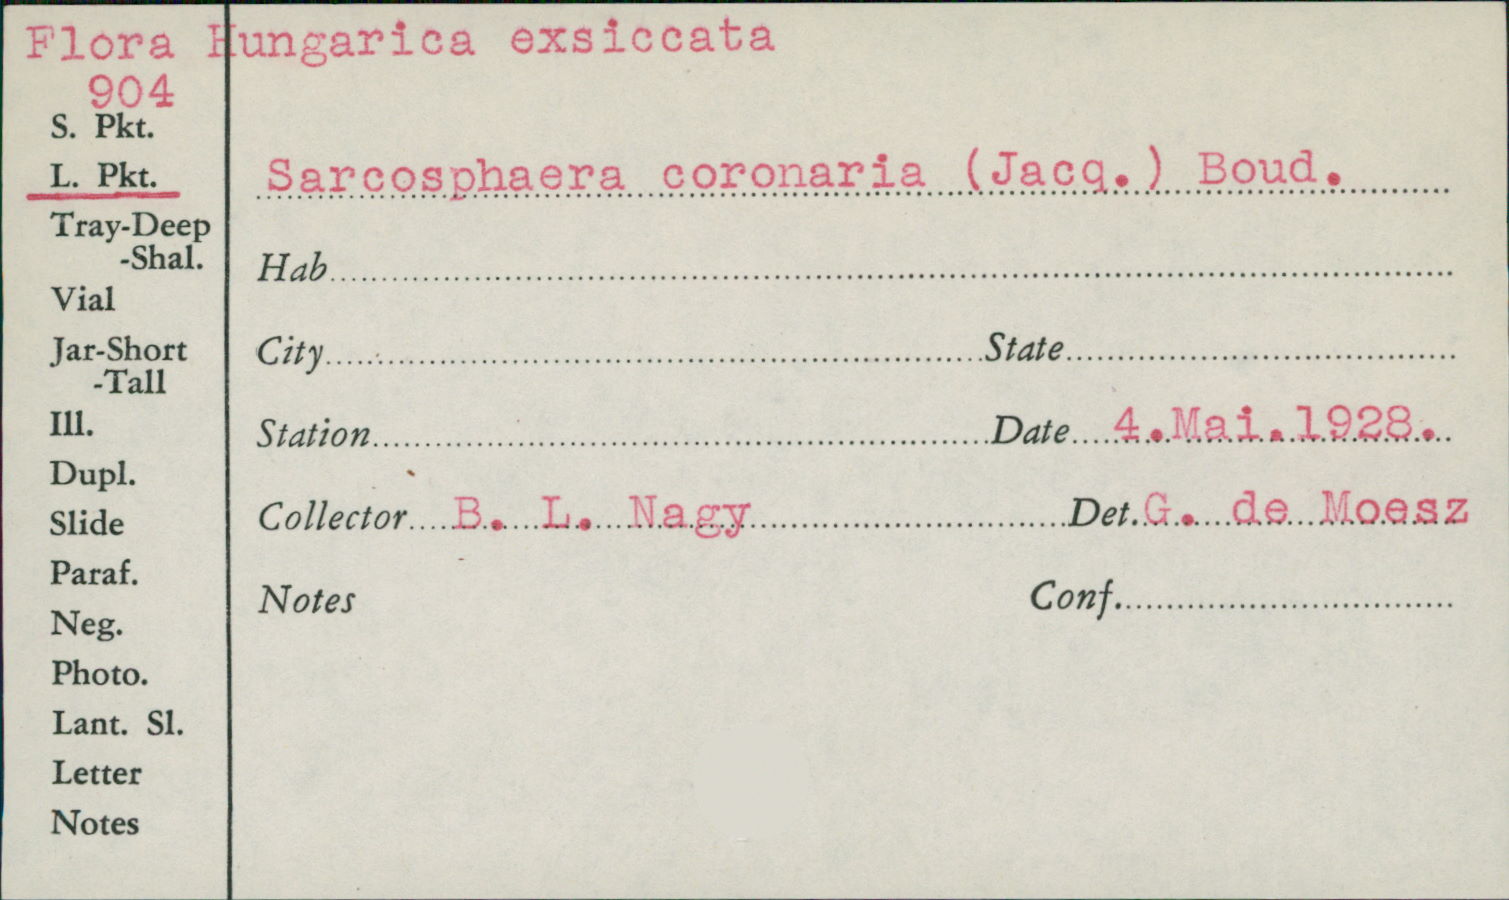 Flora Hungarica exsiccata
904
S. Pkt.
L. Pkt.
Tray-Deep
-Shal.
Vial
Jar-Short
-Tall
Ill.
Dupl.
Slide
Paraf.
Neg.
Photo.
Lant. Sl.
Letter
Notes
Sarcosphaera coronaria (Jacq.) Boud.
Hab
City State
Station Date 4.Mai.1928.
Collector B. L. Nagy Det. G. de Moesz
Notes Conf.